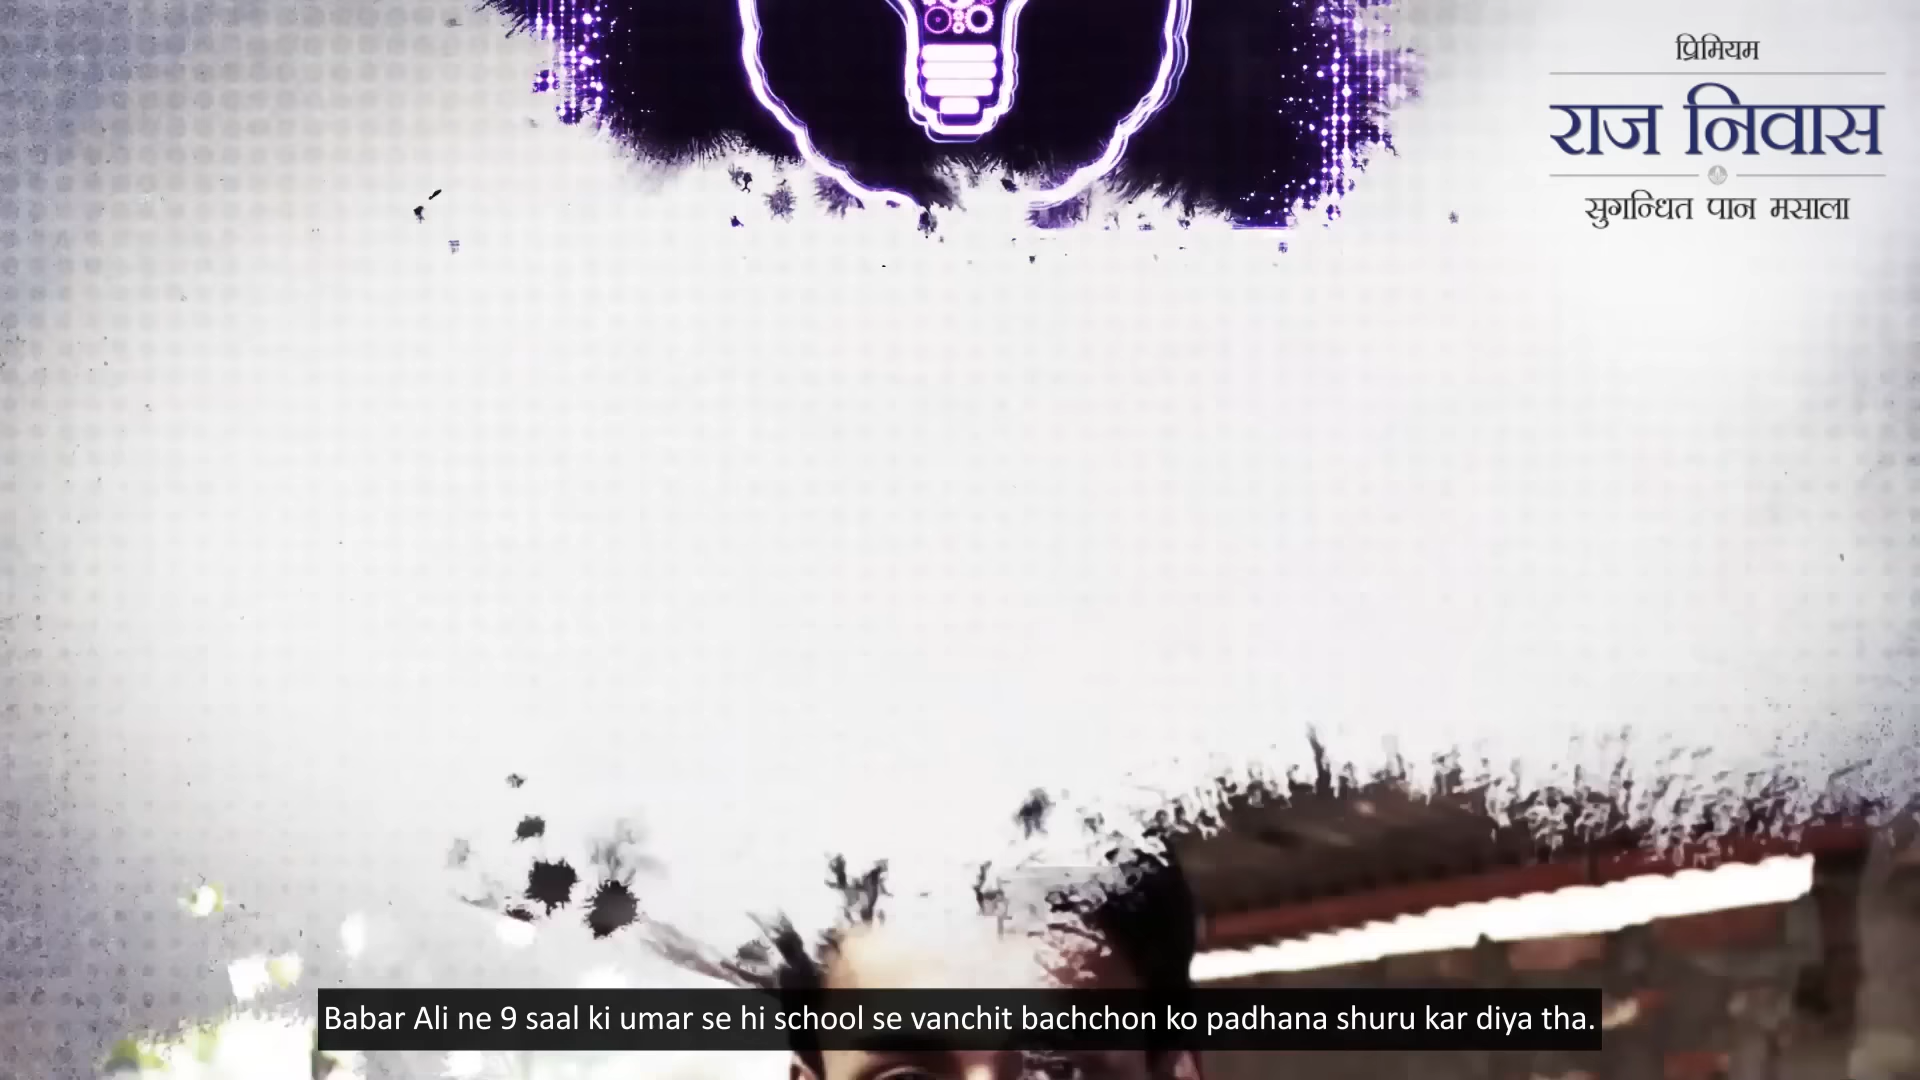 प्रिमियम
राज निवास
सुगन्धित पान मसाला
Babar Ali ne 9 saal ki umar se hi school se vanchit bachchon ko padhana shuru kar diya tha.